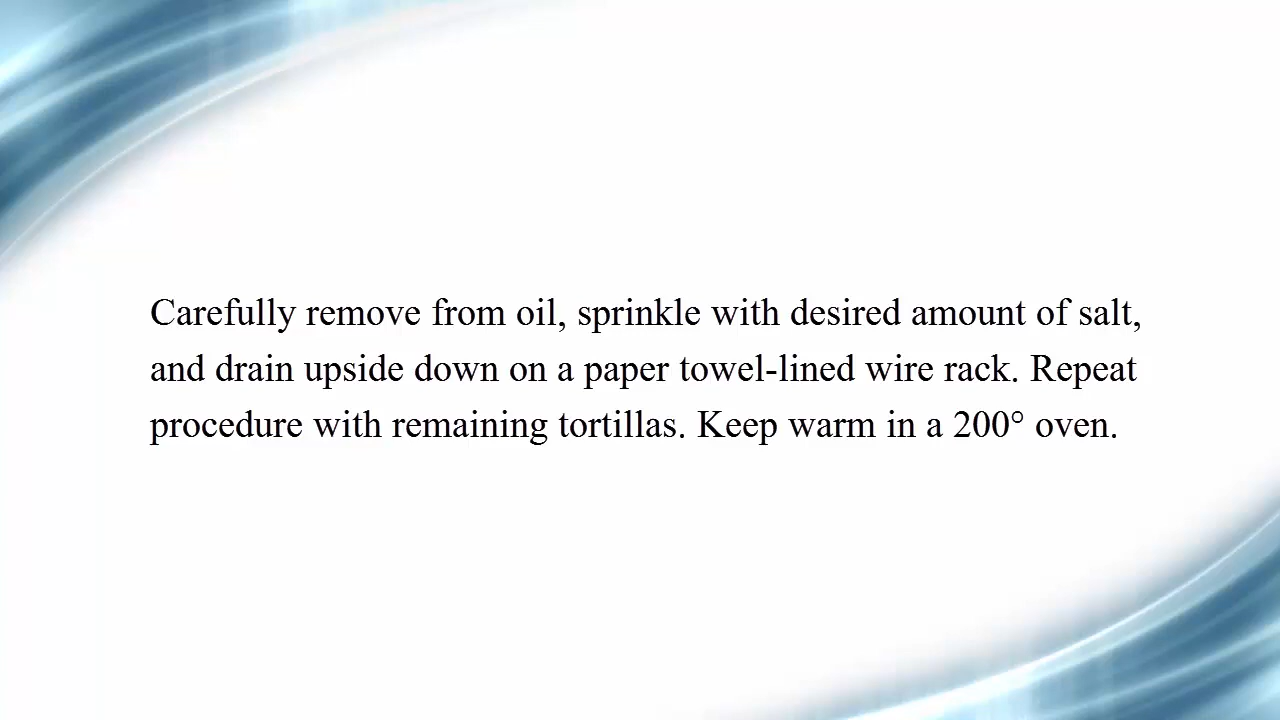 Carefully remove from oil, sprinkle with desired amount of salt,
and drain upside down on a paper towel-lined wire rack. Repeat
procedure with remaining tortillas. Keep warm in a 200° oven.